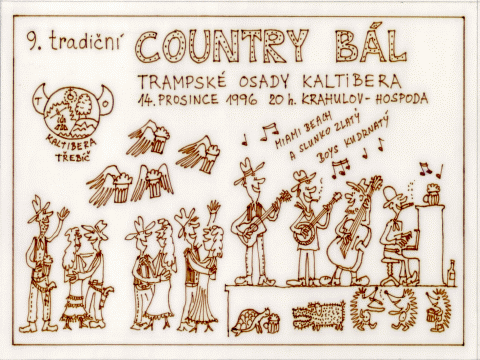 9. tradiční COUNTRY BÁL
TRAMPSKÉ OSADY KALTIBERA
14. PROSINCE 1996 20 h. KRAHULOV - HOSPODA
T O
KALTIBERA
TŘEBÍČ
MIAMI BEACH
A SLUNKO ZLATÝ
BOYS KUDRNATÝ